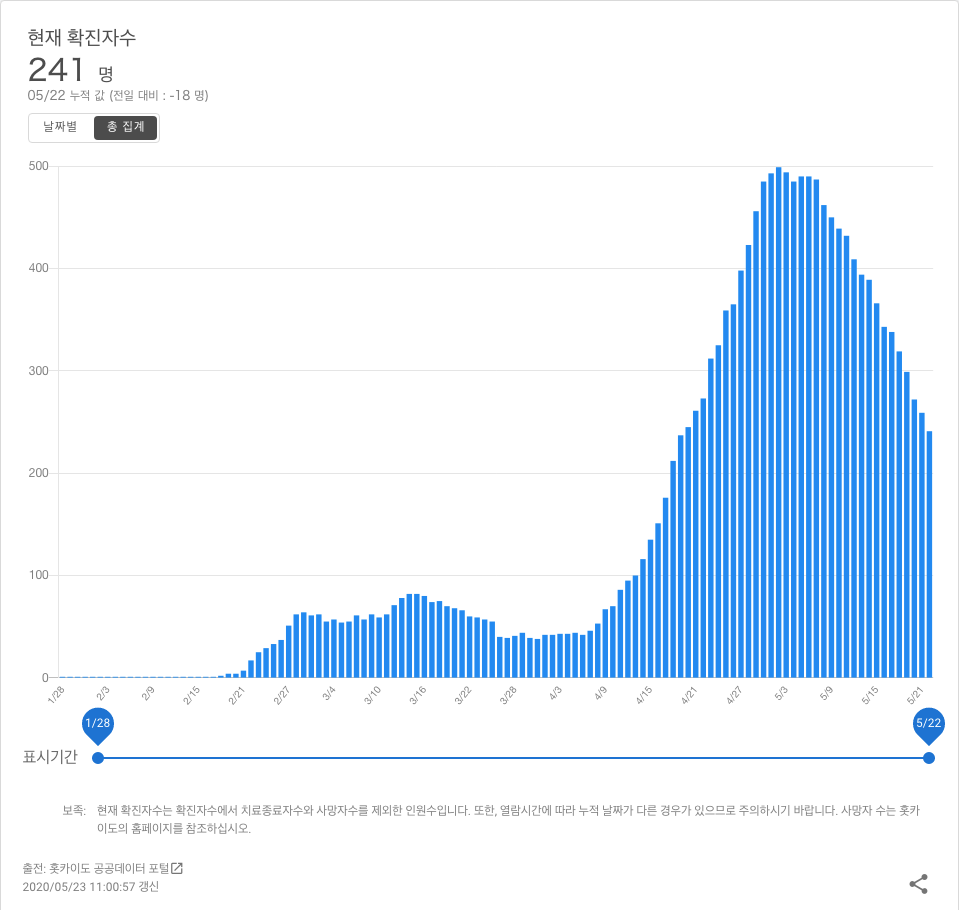 현재 확진자수
241 명
05/22 누적 값 (전일 대비 : -18 명)
날짜별 총 집계
500
400
300
200
100
0
1/28 2/3 2/9 2/15 2/21 2/27 3/4 3/10 3/16 3/22 3/28 4/3 4/9 4/15 4/21 4/27 5/3 5/9 5/15 5/21
1/28 5/22
표시기간
보족: 현재 확진자수는 확진자수에서 치료종료자수와 사망자수를 제외한 인원수입니다. 또한, 열람시간에 따라 누적 날짜가 다른 경우가 있으므로 주의하시기 바랍니다. 사망자 수는 홋카
이도의 홈페이지를 참조하십시오.
출전: 홋카이도 공공데이터 포털
2020/05/23 11:00:57 갱신